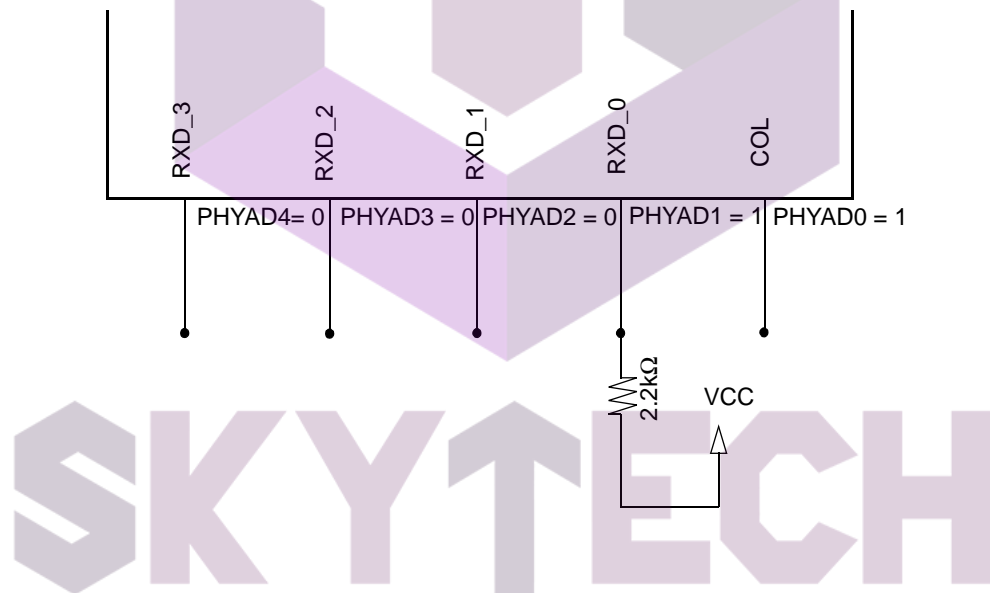 RXD_3
RXD_2
RXD_1
RXD_0
COL
PHYAD4= 0
PHYAD3 = 0
PHYAD2 = 0
PHYAD1 = 1
PHYAD0 = 1
2.2kΩ
VCC
SKYTECH